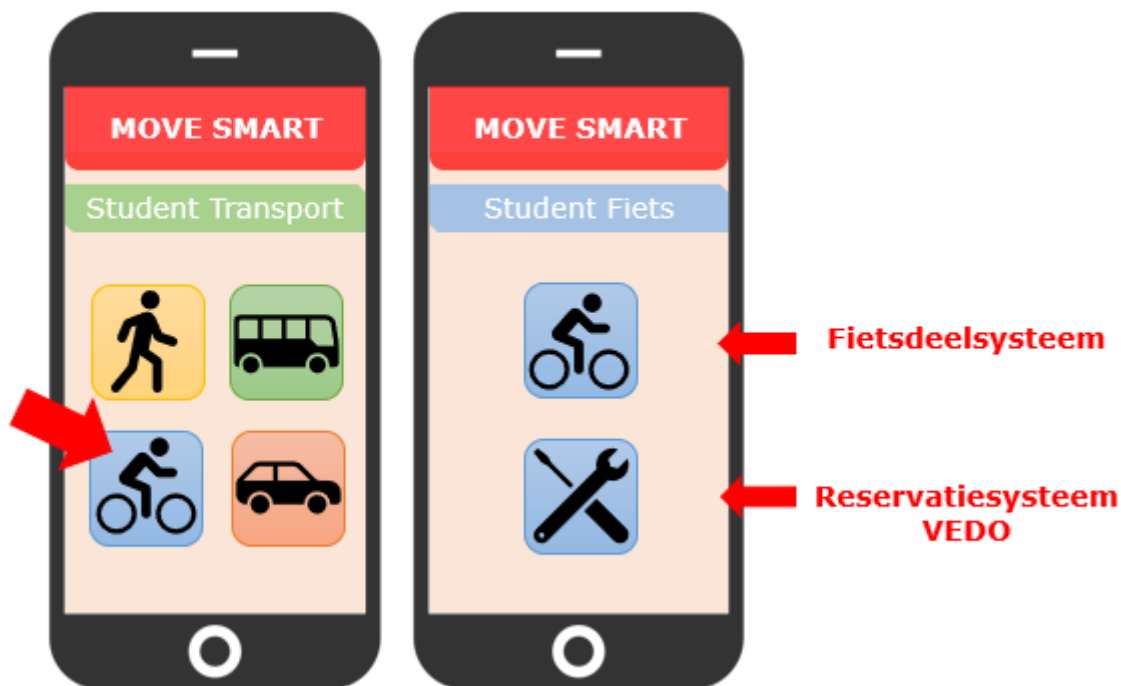 MOVE SMART
Student Transport
MOVE SMART
Student Fiets
Fietsdeelsysteem
Reservatiesysteem
VEDO